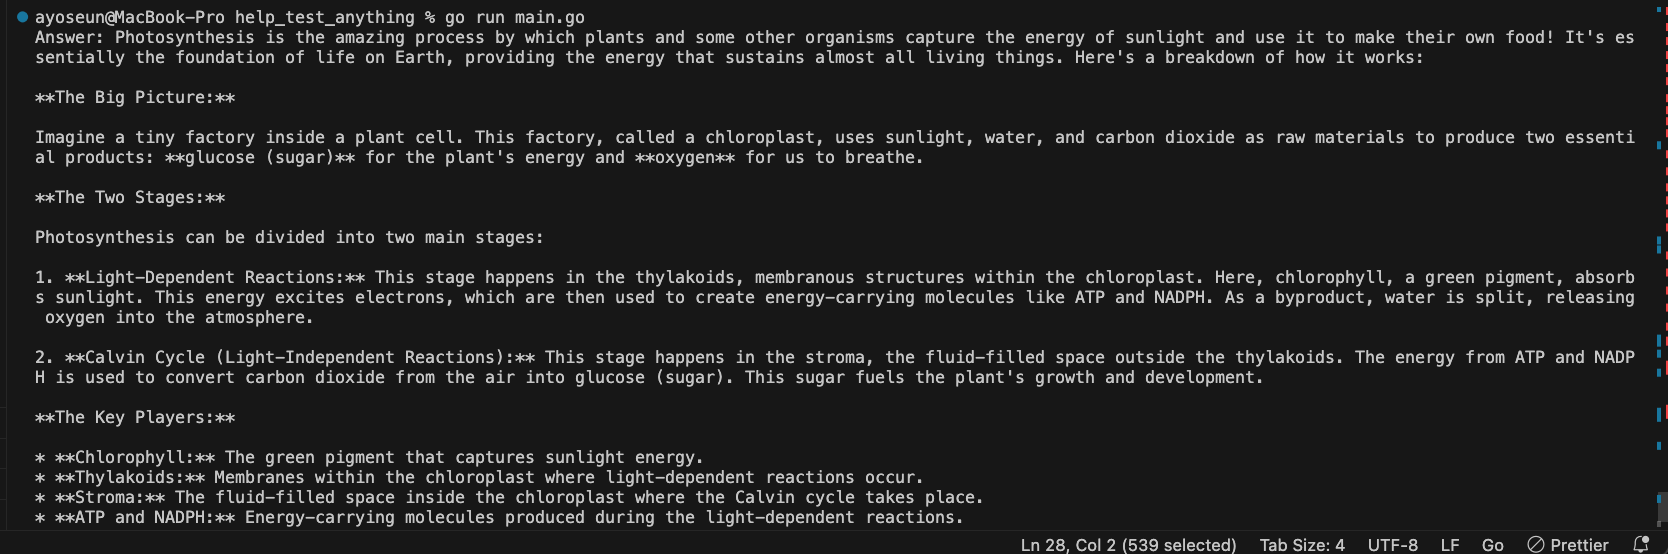 ayoseun@MacBook-Pro help_test_anything % go run main.go
Answer: Photosynthesis is the amazing process by which plants and some other organisms capture the energy of sunlight and use it to make their own food! It's es
sentially the foundation of life on Earth, providing the energy that sustains almost all living things. Here's a breakdown of how it works:
**The Big Picture:**
Imagine a tiny factory inside a plant cell. This factory, called a chloroplast, uses sunlight, water, and carbon dioxide as raw materials to produce two essenti
al products: **glucose (sugar)** for the plant's energy and **oxygen** for us to breathe.
**The Two Stages:**
Photosynthesis can be divided into two main stages:
1. **Light-Dependent Reactions:** This stage happens in the thylakoids, membranous structures within the chloroplast. Here, chlorophyll, a green pigment, absorb
s sunlight. This energy excites electrons, which are then used to create energy-carrying molecules like ATP and NADPH. As a byproduct, water is split, releasing
 oxygen into the atmosphere.
2. **Calvin Cycle (Light-Independent Reactions):** This stage happens in the stroma, the fluid-filled space outside the thylakoids. The energy from ATP and NADP
H is used to convert carbon dioxide from the air into glucose (sugar). This sugar fuels the plant's growth and development.
**The Key Players:**
* **Chlorophyll:** The green pigment that captures sunlight energy.
* **Thylakoids:** Membranes within the chloroplast where light-dependent reactions occur.
* **Stroma:** The fluid-filled space inside the chloroplast where the Calvin cycle takes place.
* **ATP and NADPH:** Energy-carrying molecules produced during the light-dependent reactions.
Ln 28, Col 2 (539 selected) Tab Size: 4 UTF-8 LF Go Prettier